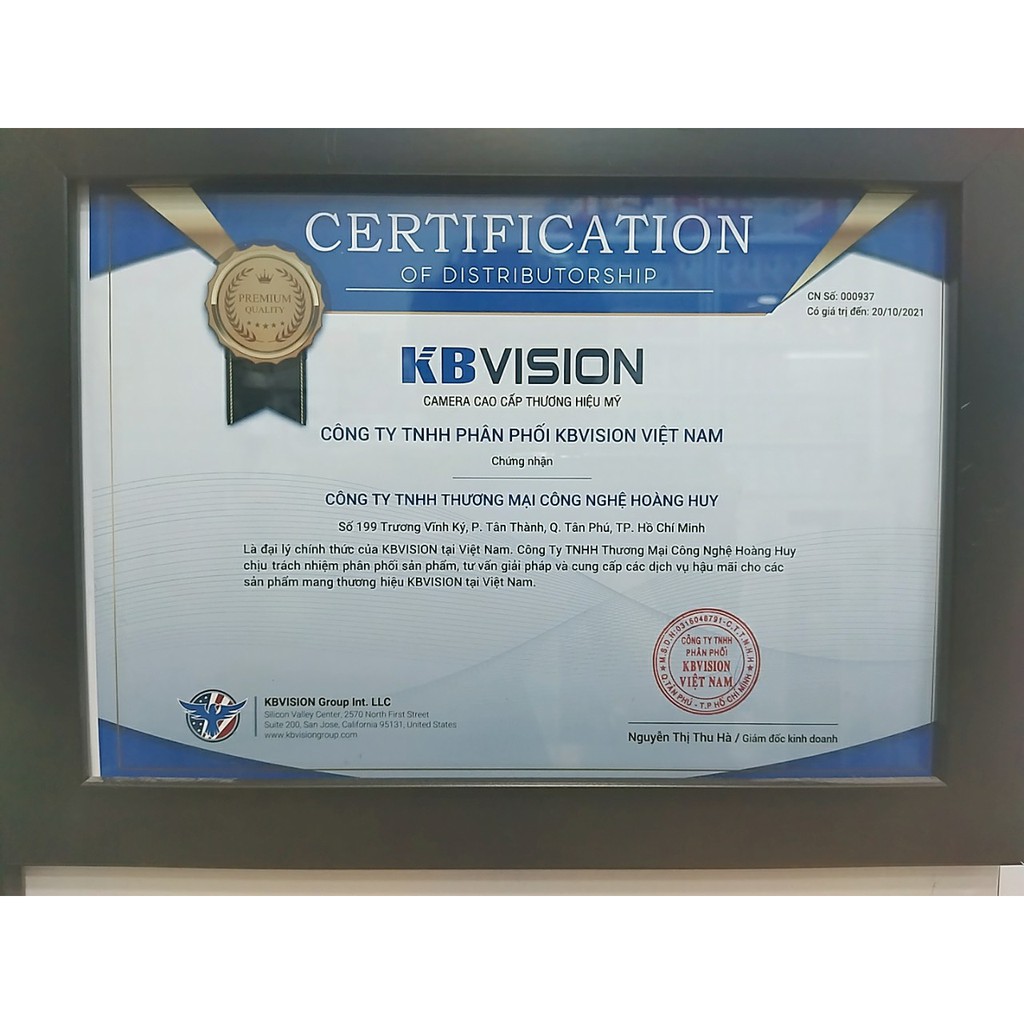 CERTIFICATION
OF DISTRIBUTORSHIP
PREMIUM
QUALITY
CN Số: 000937
Có giá trị đến: 20/10/2021
KBVISION
CAMERA CAO CẤP THƯƠNG HIỆU MỸ
CÔNG TY TNHH PHÂN PHỐI KBVISION VIỆT NAM
Chứng nhận
CÔNG TY TNHH THƯƠNG MẠI CÔNG NGHỆ HOÀNG HUY
Số 199 Trương Vĩnh Ký, P. Tân Thành, Q. Tân Phú, TP. Hồ Chí Minh
Là đại lý chính thức của KBVISION tại Việt Nam. Công Ty TNHH Thương Mại Công Nghệ Hoàng Huy
chịu trách nhiệm phân phối sản phẩm, tư vấn giải pháp và cung cấp các dịch vụ hậu mãi cho các
sản phẩm mang thương hiệu KBVISION tại Việt Nam.
M.S.D.N:0316048791-C.T.T.N.H.H
CÔNG TY TNHH
PHÂN PHỐI
KBVISION
VIỆT NAM
Q.TÂN PHÚ - T.P HỒ CHÍ MINH
KBVISION Group Int. LLC
Silicon Valley Center, 2570 North First Street
Suite 200, San Jose, California 95131, United States
www.kbvisiongroup.com
Nguyễn Thị Thu Hà / Giám đốc kinh doanh